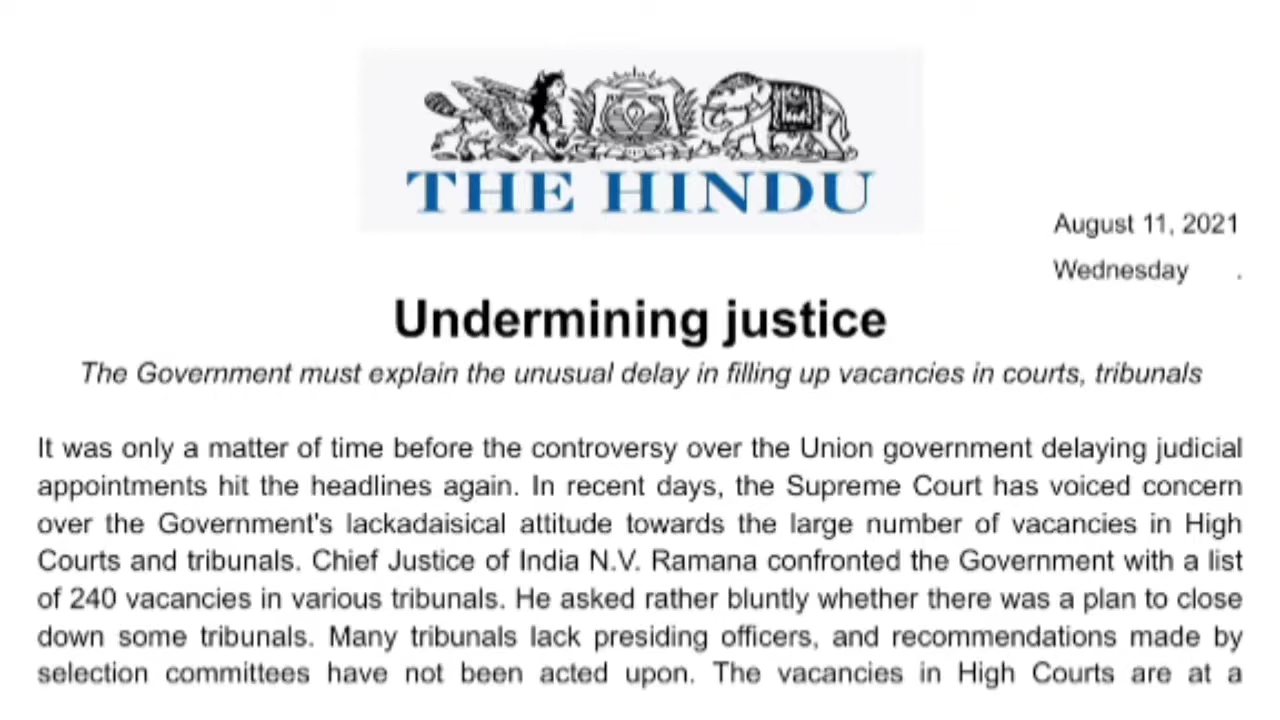 THE HINDU
August 11, 2021
Wednesday .
Undermining justice
The Government must explain the unusual delay in filling up vacancies in courts, tribunals
It was only a matter of time before the controversy over the Union government delaying judicial
appointments hit the headlines again. In recent days, the Supreme Court has voiced concern
over the Government's lackadaisical attitude towards the large number of vacancies in High
Courts and tribunals. Chief Justice of India N.V. Ramana confronted the Government with a list
of 240 vacancies in various tribunals. He asked rather bluntly whether there was a plan to close
down some tribunals. Many tribunals lack presiding officers, and recommendations made by
selection committees have not been acted upon. The vacancies in High Courts are at a